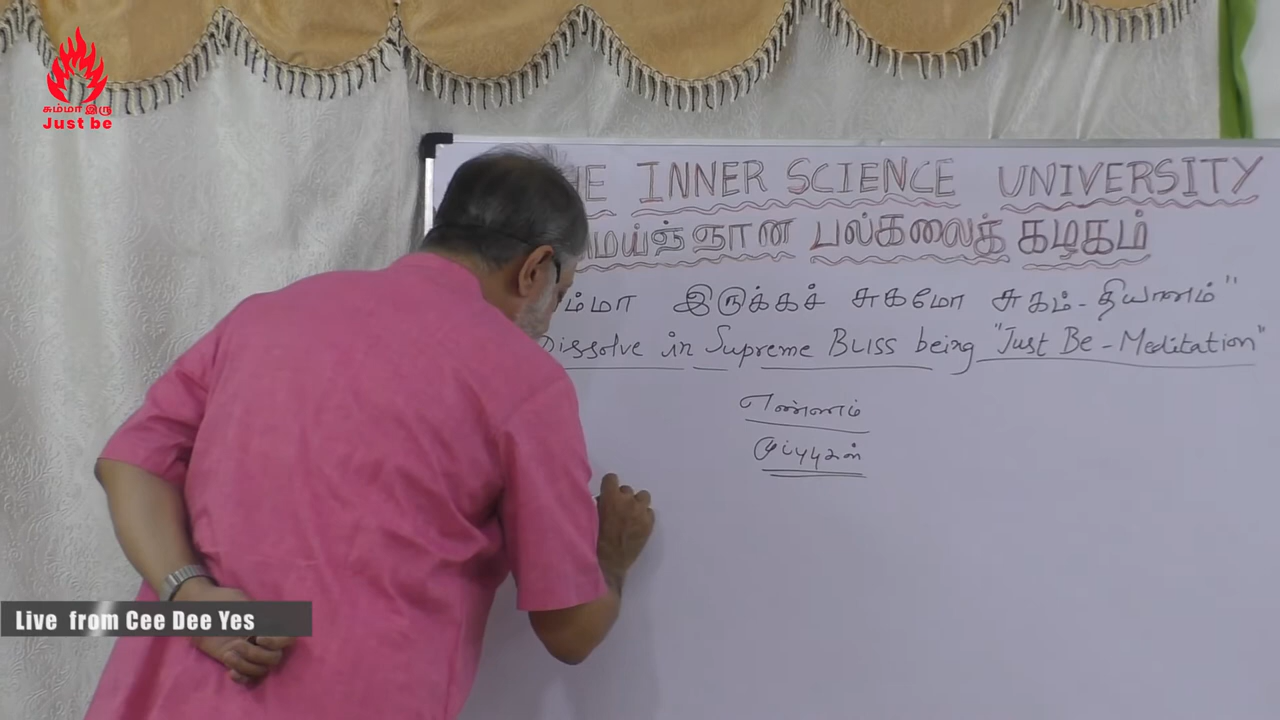 சும்மா இரு
Just be
INNER SCIENCE UNIVERSITY
பல்கலைக் கழகம்
இருக்கச் சுகமோ சுகம் - தியானம்"
Dissolve in Supreme BLISS being "Just Be - Meditation"
எண்ணம்
Live from Cee Dee Yes